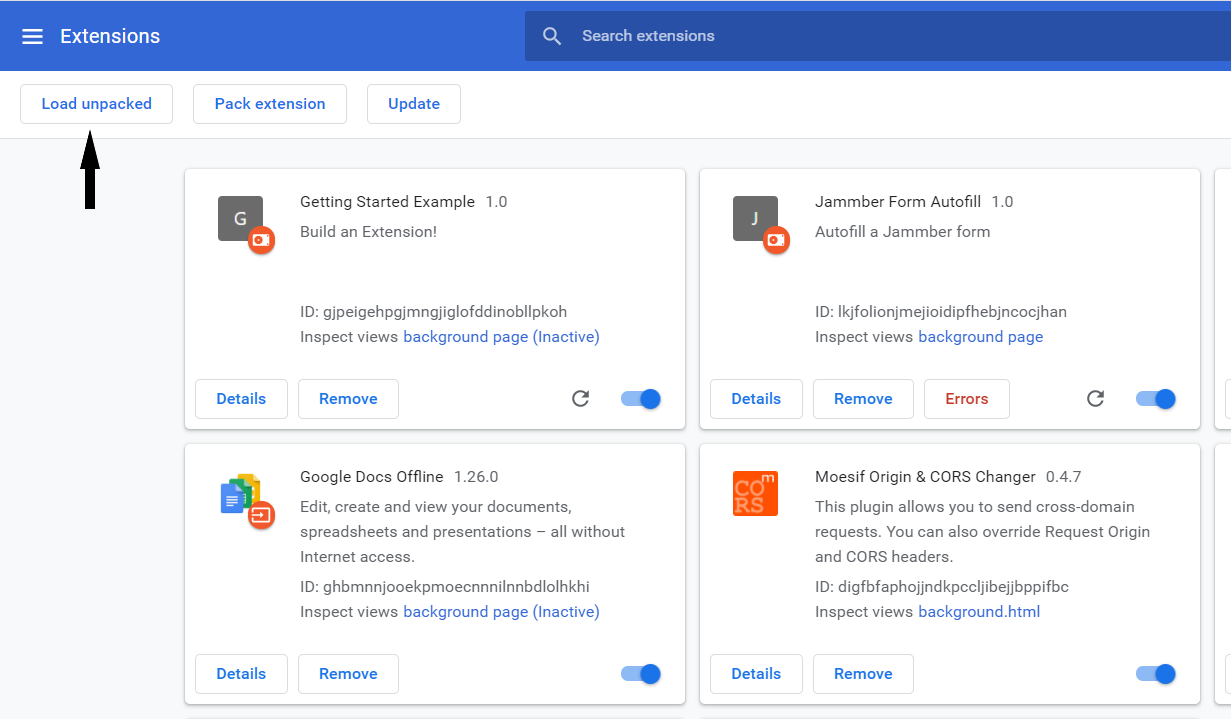 Extensions
Search extensions
Load unpacked
Pack extension
Update
G
Getting Started Example 1.0
Build an Extension!
ID: gjpeigehpgjmngjiglofddinobllpkoh
Inspect views background page (Inactive)
Details
Remove
J
Jammber Form Autofill 1.0
Autofill a Jammber form
ID: lkjfolionjmejioidipfhebjncocjhan
Inspect views background page
Details
Remove
Errors
Google Docs Offline 1.26.0
Edit, create and view your documents,
spreadsheets and presentations – all without
Internet access.
ID: ghbmnnjooekpmoecnnnilnnbdlolhkhi
Inspect views background page (Inactive)
Details
Remove
m
CO
RS
Moesif Origin & CORS Changer 0.4.7
This plugin allows you to send cross-domain
requests. You can also override Request Origin
and CORS headers.
ID: digfbfaphojjndkpccljibejjbppifbc
Inspect views background.html
Details
Remove